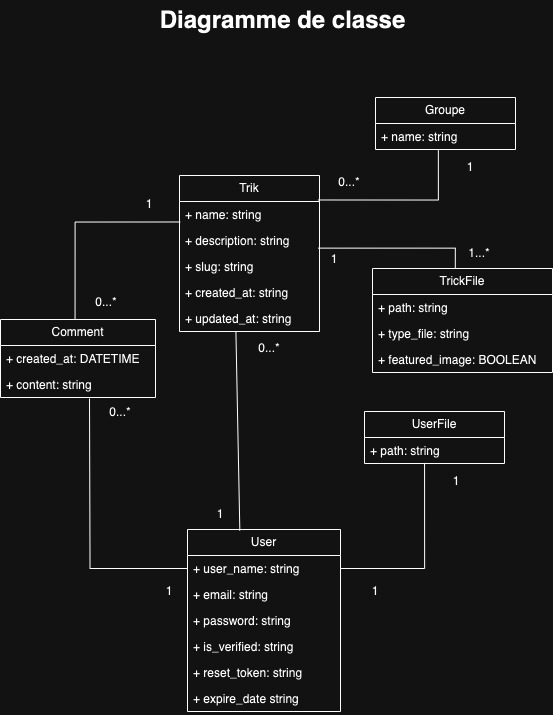 Diagramme de classe
Groupe
+ name: string
1
0...*
Trik
+ name: string
+ description: string
+ slug: string
+ created_at: string
+ updated_at: string
1
0...*
1
1...*
TrickFile
+ path: string
+ type_file: string
+ featured_image: BOOLEAN
Comment
+ created_at: DATETIME
+ content: string
0...*
0...*
UserFile
+ path: string
1
1
User
+ user_name: string
+ email: string
+ password: string
+ is_verified: string
+ reset_token: string
+ expire_date string
1
1